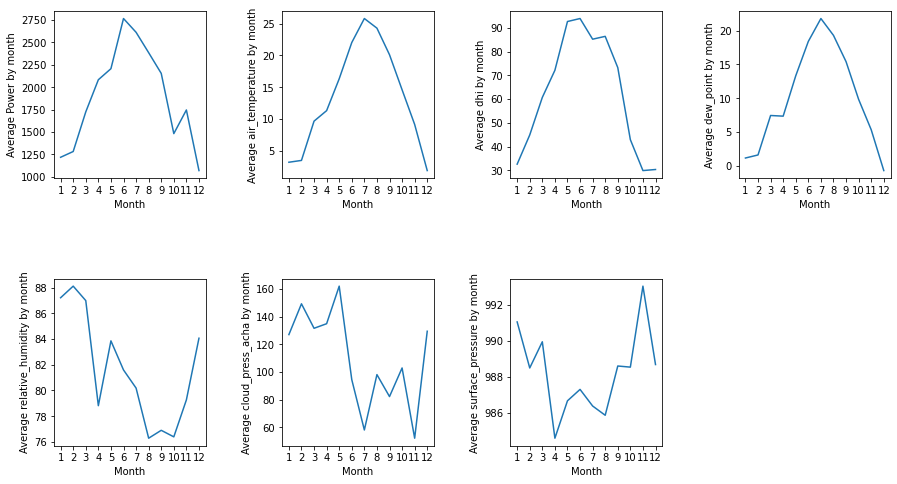 Average Power by month
2750
2500
2250
2000
1750
1500
1250
1000
1 2 3 4 5 6 7 8 9 10 11 12
Month
Average air_temperature by month
25
20
15
10
5
1 2 3 4 5 6 7 8 9 10 11 12
Month
Average dhi by month
90
80
70
60
50
40
30
1 2 3 4 5 6 7 8 9 10 11 12
Month
Average dew_point by month
20
15
10
5
0
1 2 3 4 5 6 7 8 9 10 11 12
Month
Average relative_humidity by month
88
86
84
82
80
78
76
1 2 3 4 5 6 7 8 9 10 11 12
Month
Average cloud_press_acha by month
160
140
120
100
80
60
1 2 3 4 5 6 7 8 9 10 11 12
Month
Average surface_pressure by month
992
990
988
986
1 2 3 4 5 6 7 8 9 10 11 12
Month